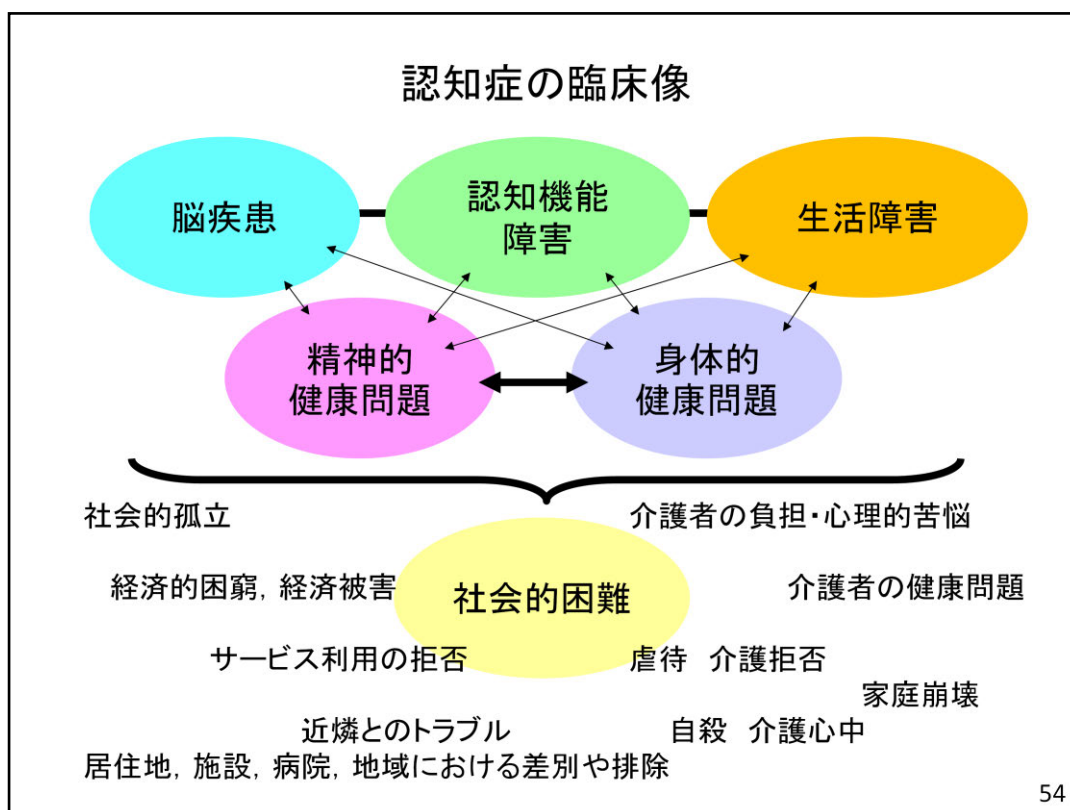 認知症の臨床像
脳疾患
認知機能
障害
生活障害
精神的
健康問題
身体的
健康問題
社会的孤立
介護者の負担・心理的苦悩
経済的困窮, 経済被害
社会的困難
介護者の健康問題
サービス利用の拒否
虐待 介護拒否
家庭崩壊
近燐とのトラブル
自殺 介護心中
居住地, 施設, 病院, 地域における差別や排除
54